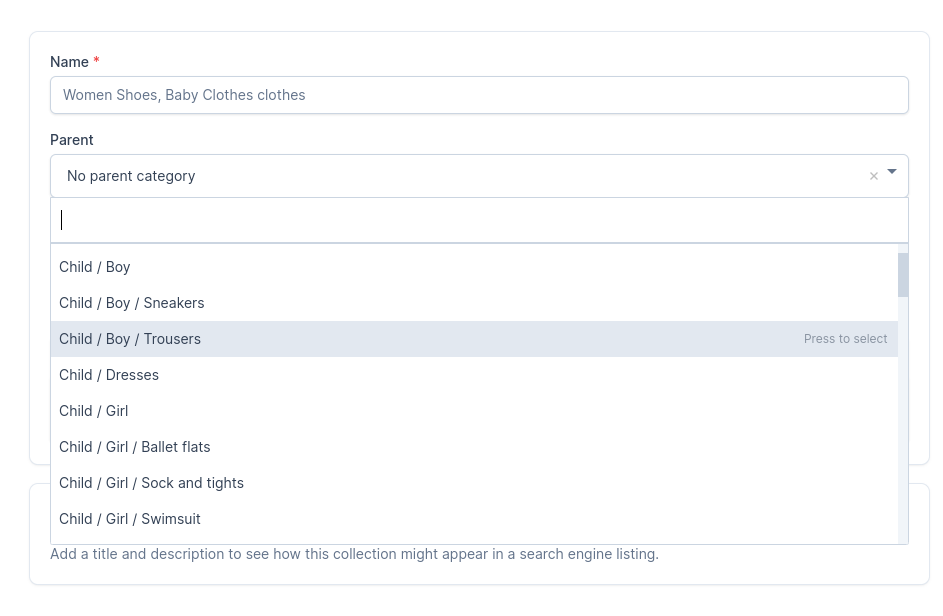 Name *
Women Shoes, Baby Clothes clothes
Parent
No parent category ×
Child / Boy
Child / Boy / Sneakers
Child / Boy / Trousers Press to select
Child / Dresses
Child / Girl
Child / Girl / Ballet flats
Child / Girl / Sock and tights
Child / Girl / Swimsuit
Add a title and description to see how this collection might appear in a search engine listing.